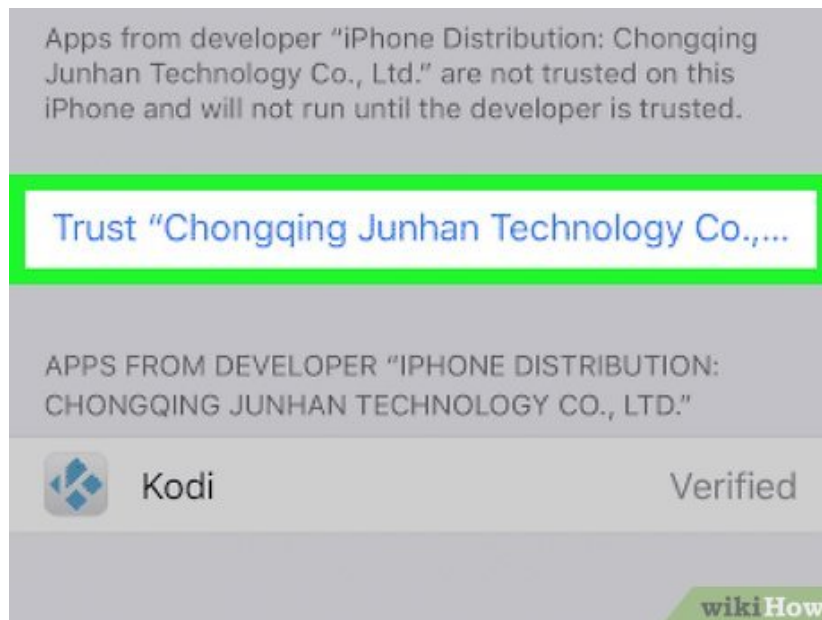 Apps from developer “iPhone Distribution: Chongqing
Junhan Technology Co., Ltd.” are not trusted on this
iPhone and will not run until the developer is trusted.
Trust “Chongqing Junhan Technology Co.,...
APPS FROM DEVELOPER “IPHONE DISTRIBUTION:
CHONGQING JUNHAN TECHNOLOGY CO., LTD.”
Kodi Verified
wikiHow